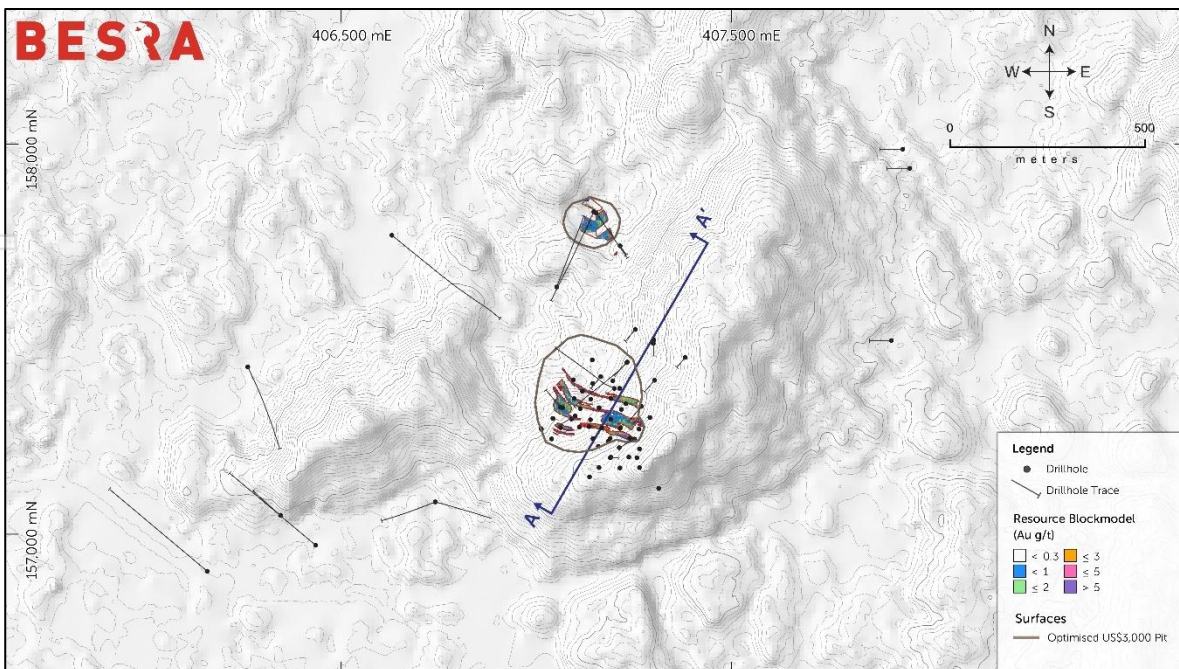 BESRA
406,500 mE
407,500 mE
N
W E
S
0 500
meters
158,000 mN
157,000 mN
A'
A
Legend
Drillhole
Drillhole Trace
Resource Blockmodel
(Au g/t)
< 0.3 ≤ 3
< 1 ≤ 5
≤ 2 > 5
Surfaces
Optimised US$3,000 Pit